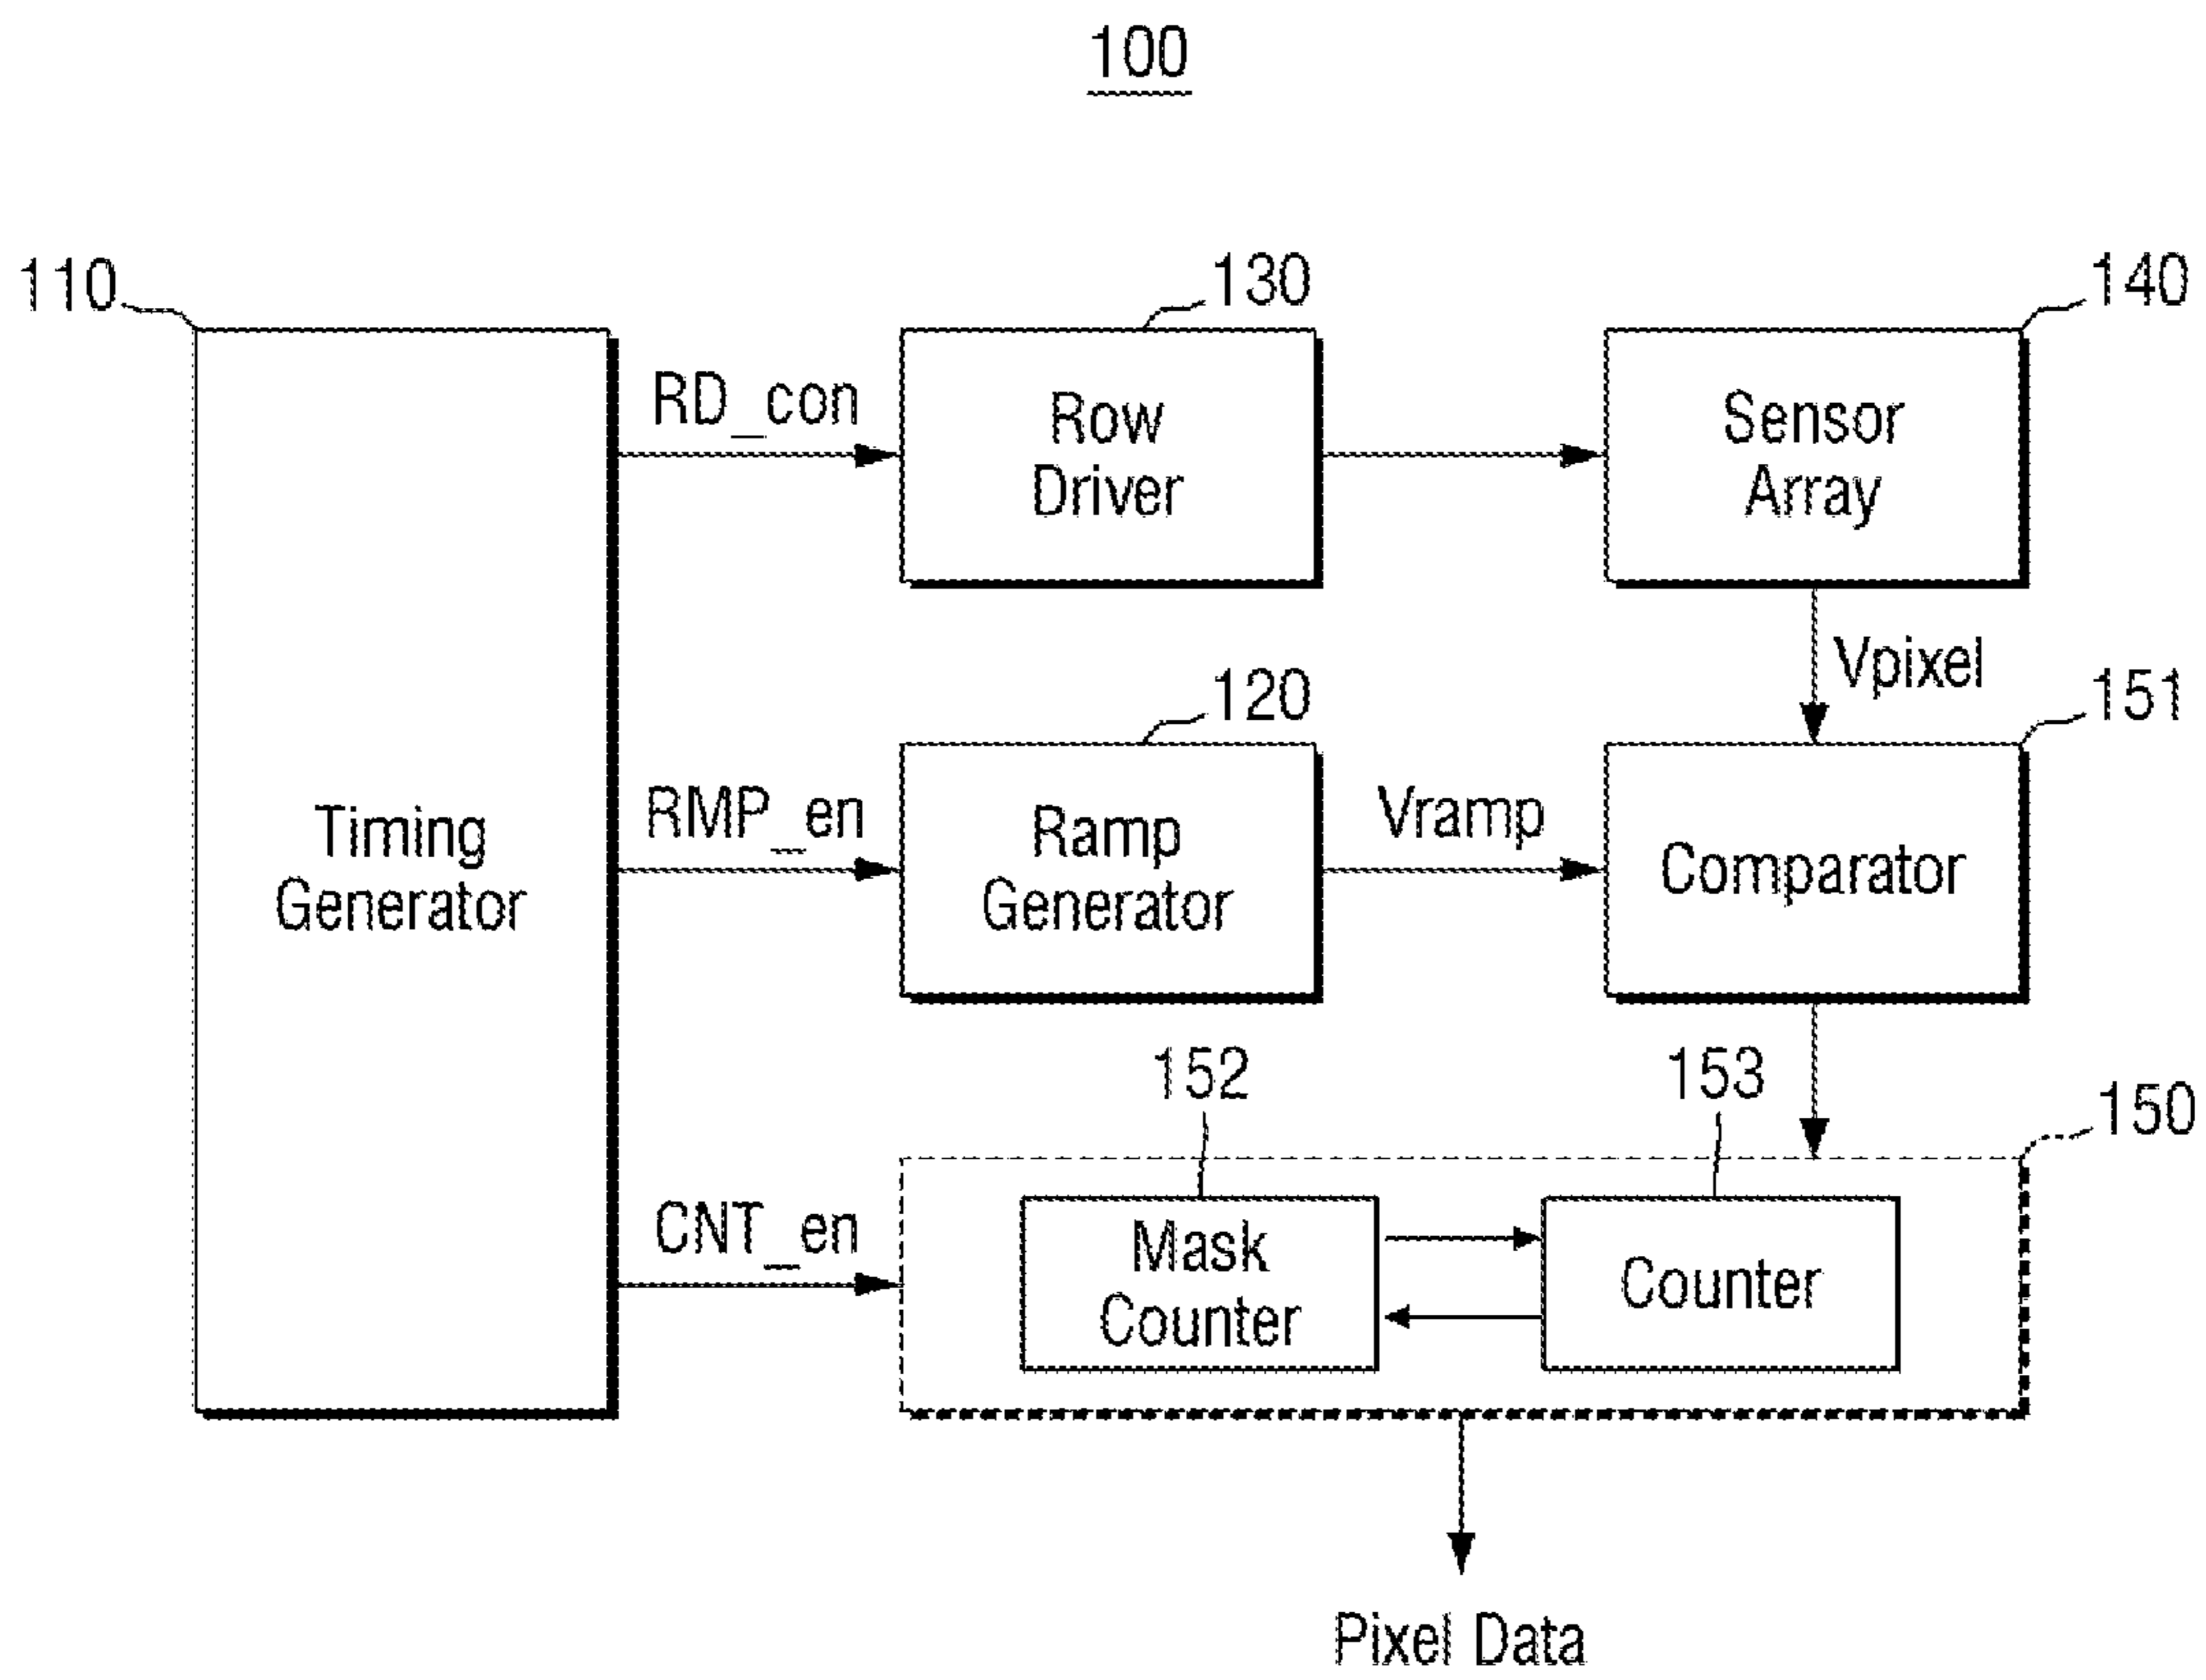 100
110
130
140
RD_con
Row
Driver
Sensor
Array
Vpixel
120
151
Timing
Generator
RMP_en
Ramp
Generator
Vramp
Comparator
152
153
150
CNT_en
Mask
Counter
Counter
Pixel Data